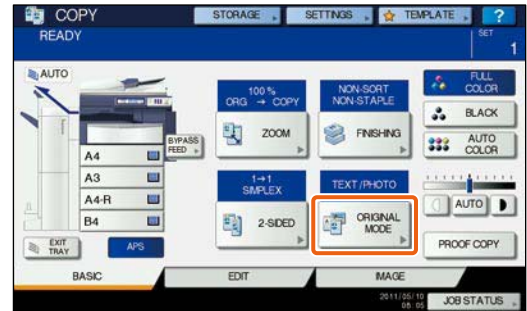 COPY
STORAGE
SETTINGS
TEMPLATE
?
READY
SET
1
AUTO
100 %
ORG → COPY
NON-SORT
NON-STAPLE
FULL
COLOR
ZOOM
FINISHING
BLACK
BYPASS
FEED
AUTO
COLOR
A4
A3
A4-R
B4
1→1
SIMPLEX
TEXT/PHOTO
2-SIDED
ORIGINAL
MODE
AUTO
EXIT
TRAY
APS
PROOF COPY
BASIC
EDIT
IMAGE
2011/05/10
06:05
JOB STATUS